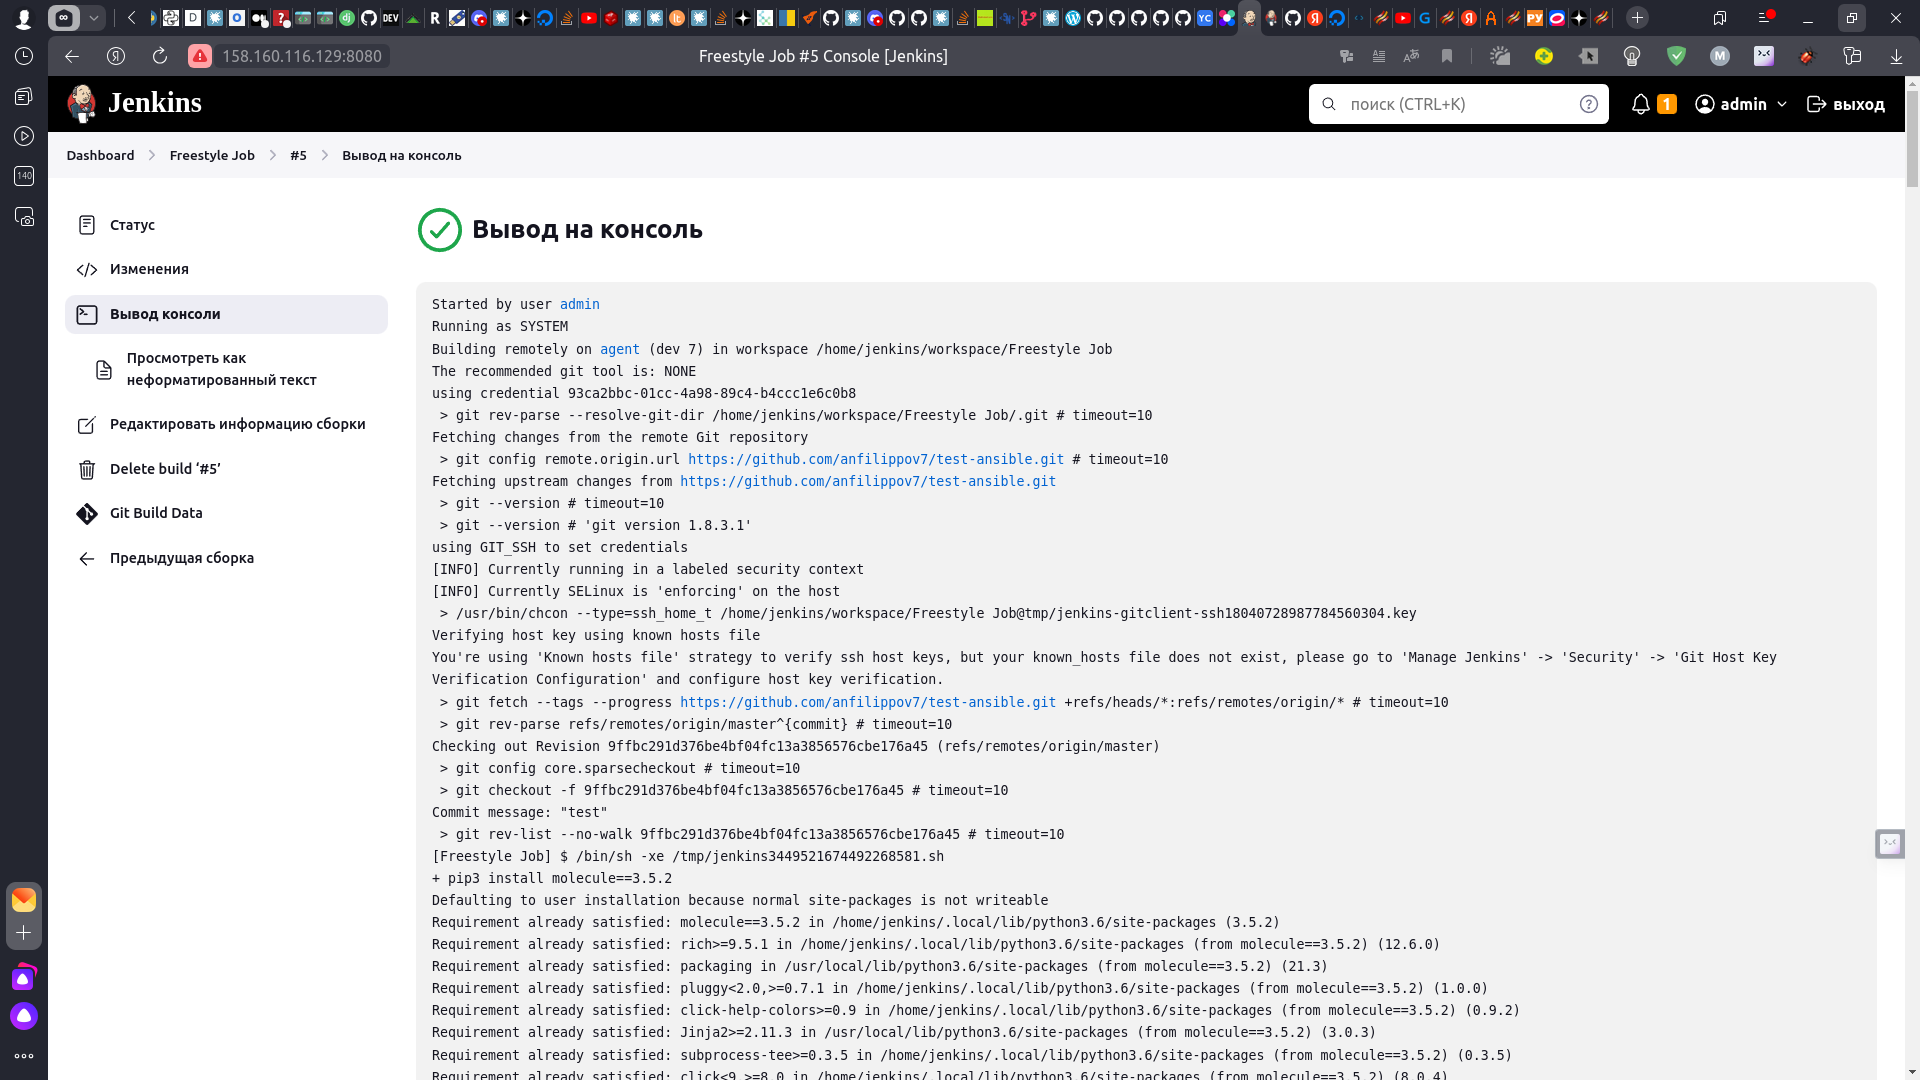 158.160.116.129:8080
Freestyle Job #5 Console [Jenkins]
Jenkins
поиск (CTRL+K)
1
admin
выход
Dashboard
Freestyle Job
#5
Вывод на консоль
140
Статус
Изменения
Вывод консоли
Просмотреть как
неформатированный текст
Редактировать информацию сборки
Delete build ‘#5’
Git Build Data
Предыдущая сборка
Вывод на консоль
Started by user admin
Running as SYSTEM
Building remotely on agent (dev 7) in workspace /home/jenkins/workspace/Freestyle Job
The recommended git tool is: NONE
using credential 93ca2bbc-01cc-4a98-89c4-b4ccc1e6c0b8
> git rev-parse --resolve-git-dir /home/jenkins/workspace/Freestyle Job/.git # timeout=10
Fetching changes from the remote Git repository
> git config remote.origin.url https://github.com/anfilippov7/test-ansible.git # timeout=10
Fetching upstream changes from https://github.com/anfilippov7/test-ansible.git
> git --version # timeout=10
> git --version # 'git version 1.8.3.1'
using GIT_SSH to set credentials
[INFO] Currently running in a labeled security context
[INFO] Currently SELinux is 'enforcing' on the host
> /usr/bin/chcon --type=ssh_home_t /home/jenkins/workspace/Freestyle Job@tmp/jenkins-gitclient-ssh18040728987784560304.key
Verifying host key using known hosts file
You're using 'Known hosts file' strategy to verify ssh host keys, but your known_hosts file does not exist, please go to 'Manage Jenkins' -> 'Security' -> 'Git Host Key
Verification Configuration' and configure host key verification.
> git fetch --tags --progress https://github.com/anfilippov7/test-ansible.git +refs/heads/*:refs/remotes/origin/* # timeout=10
> git rev-parse refs/remotes/origin/master^{commit} # timeout=10
Checking out Revision 9ffbc291d376be4bf04fc13a3856576cbe176a45 (refs/remotes/origin/master)
> git config core.sparsecheckout # timeout=10
> git checkout -f 9ffbc291d376be4bf04fc13a3856576cbe176a45 # timeout=10
Commit message: "test"
> git rev-list --no-walk 9ffbc291d376be4bf04fc13a3856576cbe176a45 # timeout=10
[Freestyle Job] $ /bin/sh -xe /tmp/jenkins3449521674492268581.sh
+ pip3 install molecule==3.5.2
Defaulting to user installation because normal site-packages is not writeable
Requirement already satisfied: molecule==3.5.2 in /home/jenkins/.local/lib/python3.6/site-packages (3.5.2)
Requirement already satisfied: rich>=9.5.1 in /home/jenkins/.local/lib/python3.6/site-packages (from molecule==3.5.2) (12.6.0)
Requirement already satisfied: packaging in /usr/local/lib/python3.6/site-packages (from molecule==3.5.2) (21.3)
Requirement already satisfied: pluggy<2.0,>=0.7.1 in /home/jenkins/.local/lib/python3.6/site-packages (from molecule==3.5.2) (1.0.0)
Requirement already satisfied: click-help-colors>=0.9 in /home/jenkins/.local/lib/python3.6/site-packages (from molecule==3.5.2) (0.9.2)
Requirement already satisfied: Jinja2>=2.11.3 in /usr/local/lib/python3.6/site-packages (from molecule==3.5.2) (3.0.3)
Requirement already satisfied: subprocess-tee>=0.3.5 in /home/jenkins/.local/lib/python3.6/site-packages (from molecule==3.5.2) (0.3.5)
Requirement already satisfied: click<9,>=8.0 in /home/jenkins/.local/lib/python3.6/site-packages (from molecule==3.5.2) (8.0.4)